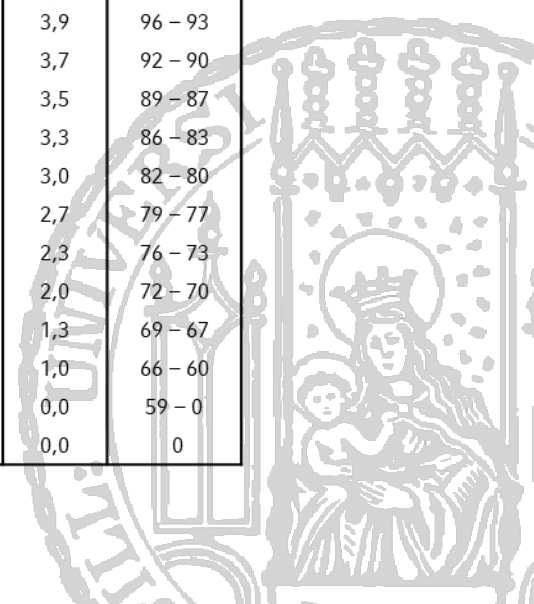 3,9 96 – 93
3,7 92 – 90
3,5 89 – 87
3,3 86 – 83
3,0 82 – 80
2,7 79 – 77
2,3 76 – 73
2,0 72 – 70
1,3 69 – 67
1,0 66 – 60
0,0 59 – 0
0,0 0
UNIVERSI